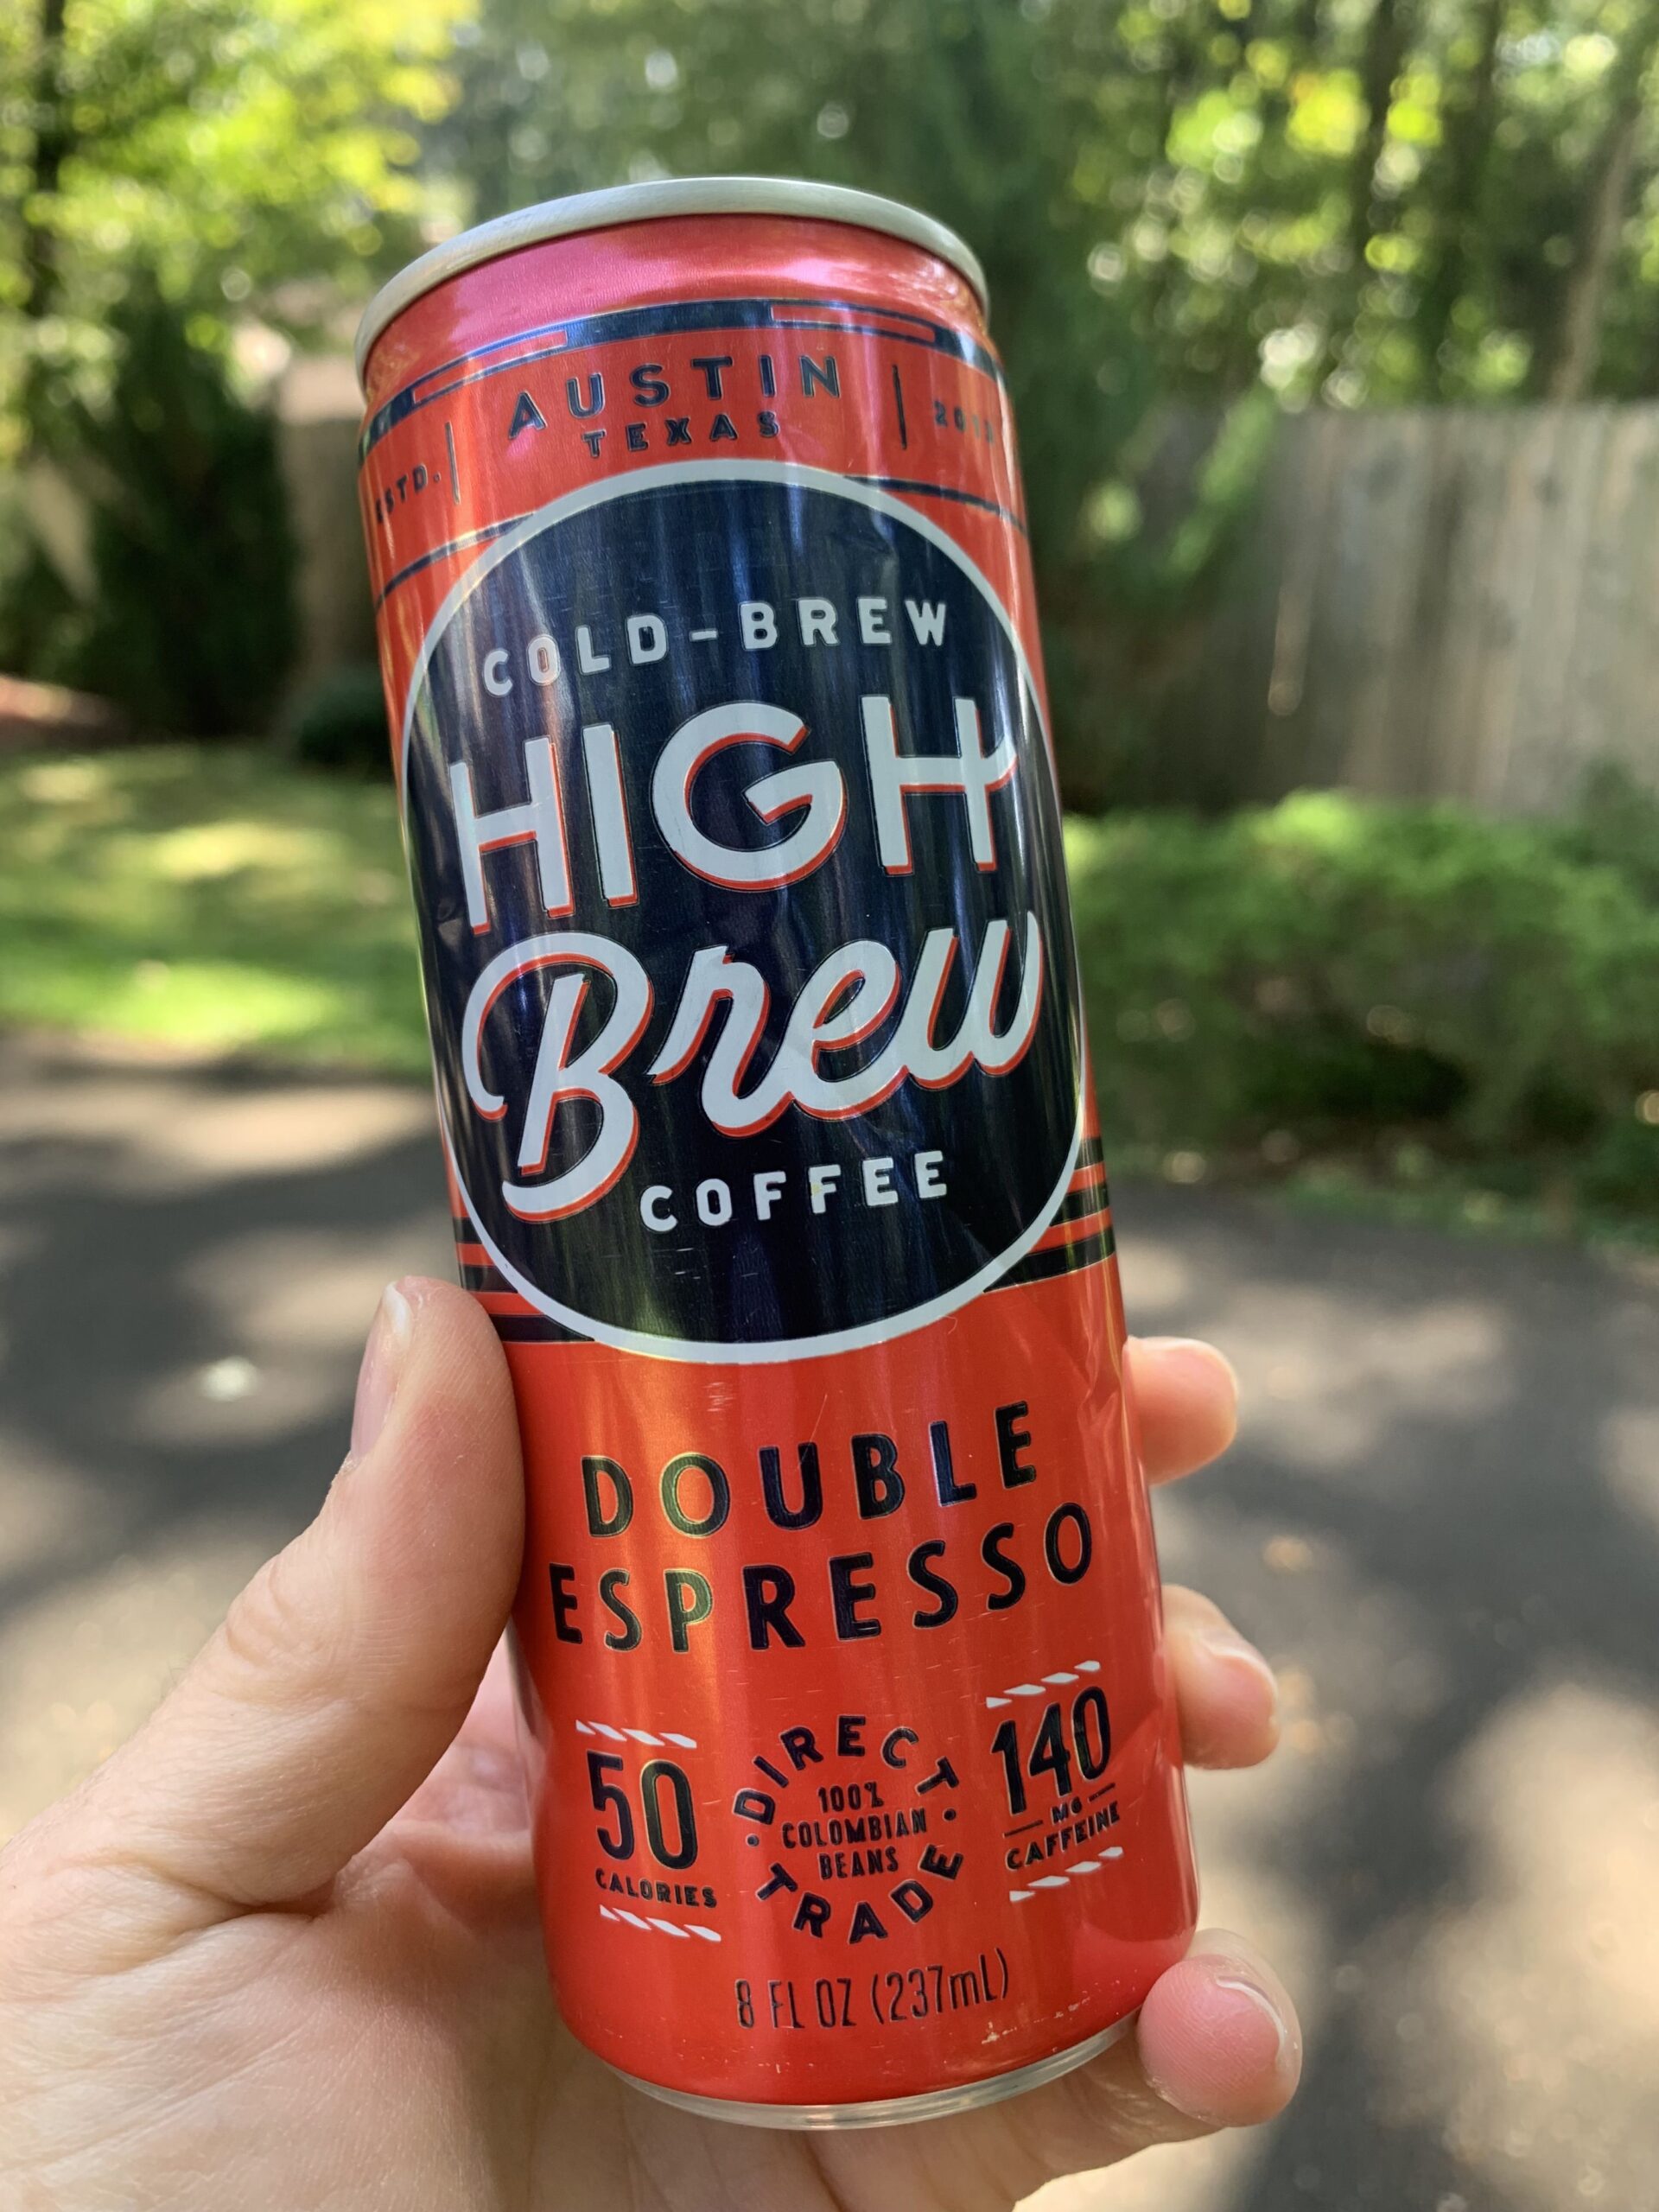 ESTD.
AUSTIN
TEXAS
COLD-BREW
HIGH
Brew
COFFEE
DOUBLE
ESPRESSO
50
CALORIES
DIRECT
100%
COLOMBIAN
BEANS
TRADE
140
MG
CAFFEINE
8 FL OZ (237mL)